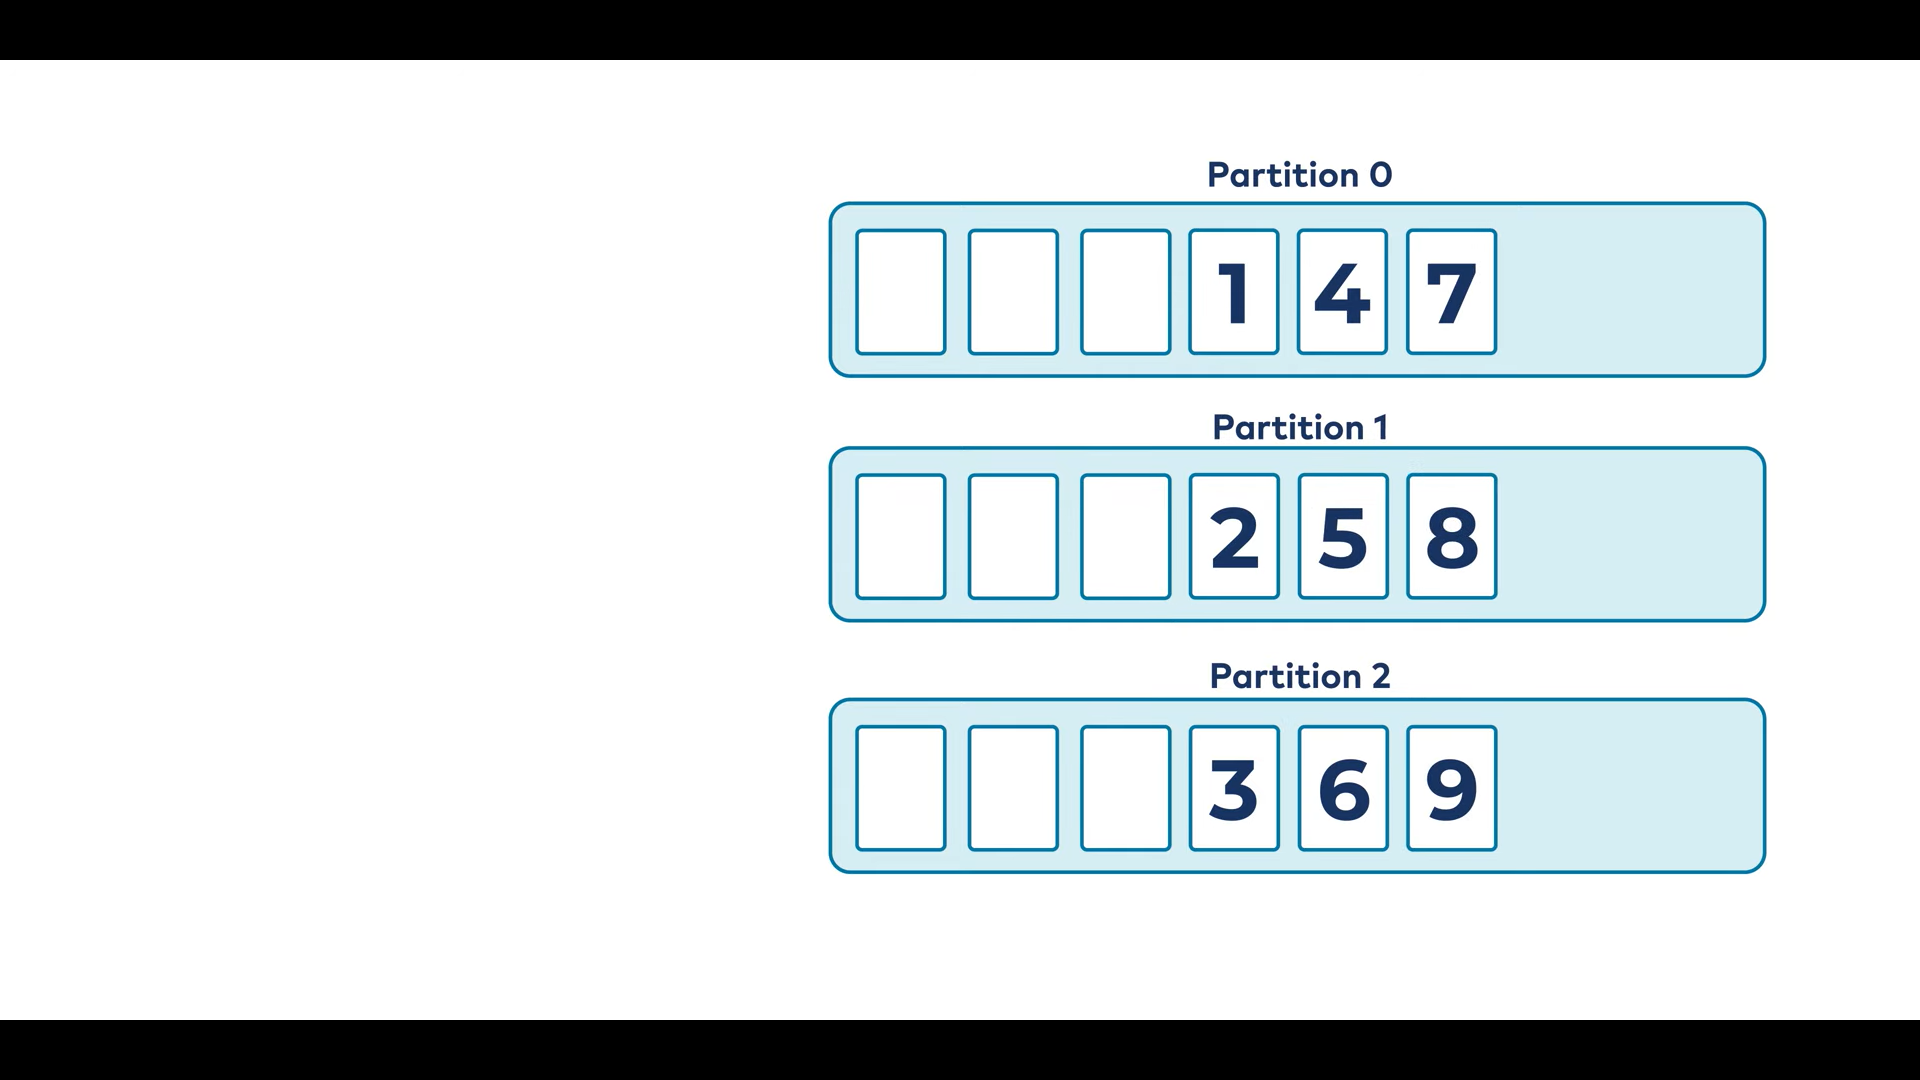 Partition 0
1 4 7
Partition 1
2 5 8
Partition 2
3 6 9